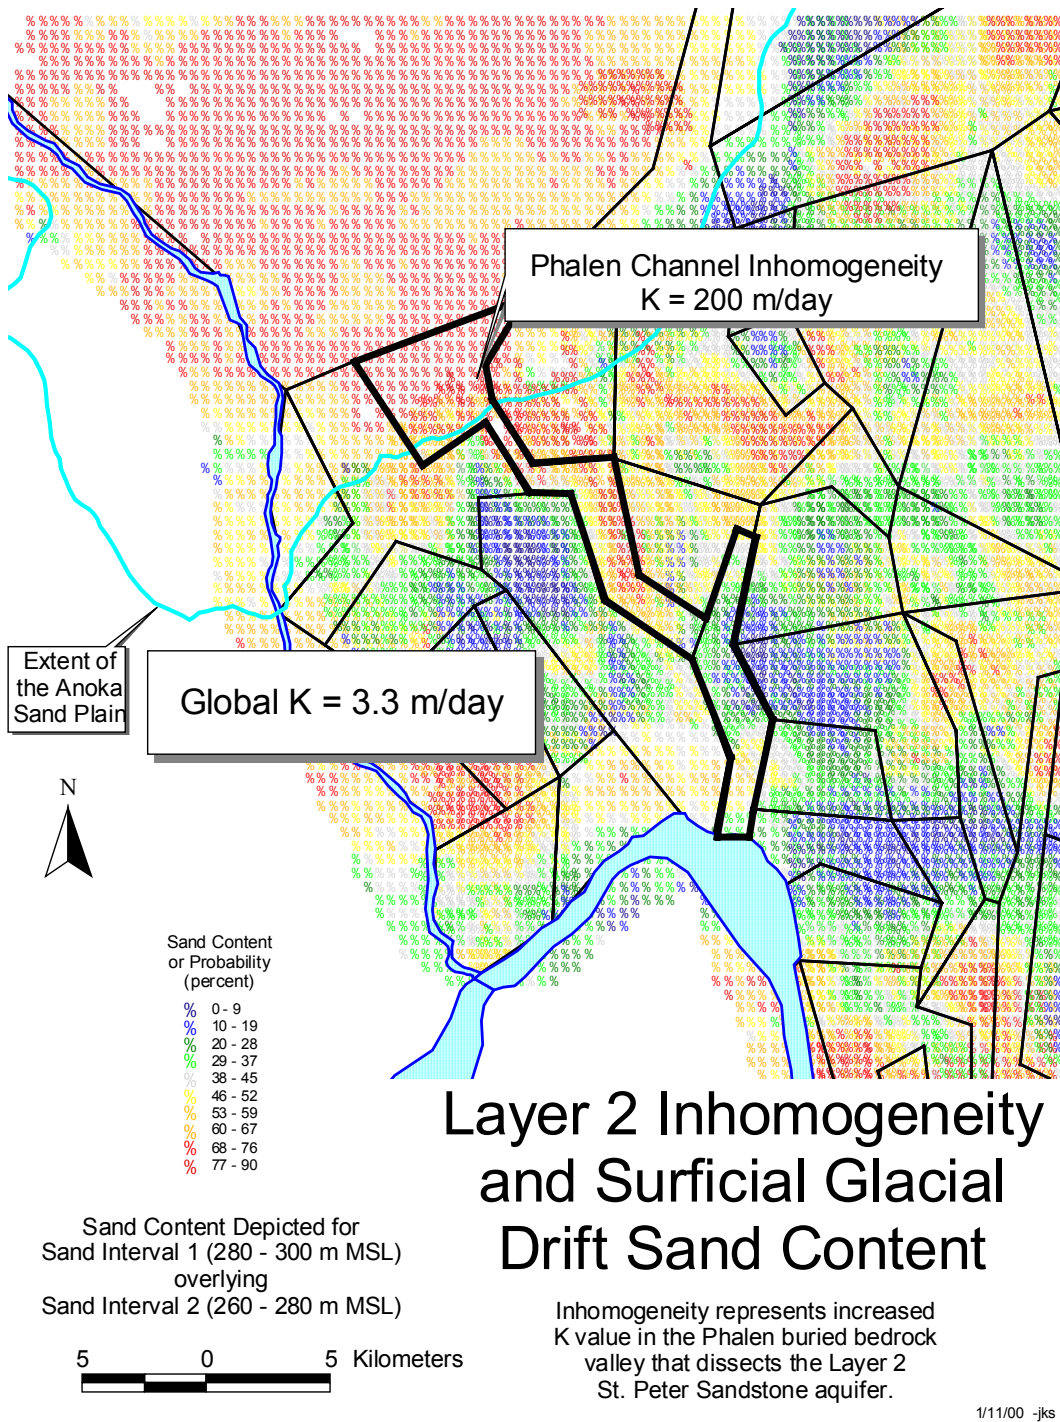 Phalen Channel Inhomogeneity
K = 200 m/day
Extent of
the Anoka
Sand Plain
Global K = 3.3 m/day
N
Sand Content
or Probability
(percent)
% 0 - 9
% 10 - 19
% 20 - 28
% 29 - 37
% 38 - 45
% 46 - 52
% 53 - 59
% 60 - 67
% 68 - 76
% 77 - 90
Layer 2 Inhomogeneity
and Surficial Glacial
Drift Sand Content
Sand Content Depicted for
Sand Interval 1 (280 - 300 m MSL)
overlying
Sand Interval 2 (260 - 280 m MSL)
Inhomogeneity represents increased
K value in the Phalen buried bedrock
valley that dissects the Layer 2
St. Peter Sandstone aquifer.
5 0 5 Kilometers
1/11/00 -jks